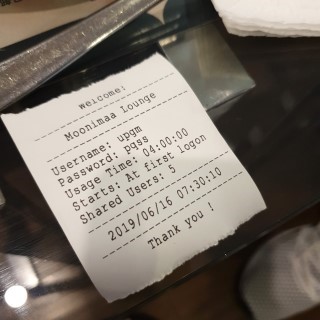 Welcome:
Moonimaa Lounge
Username: upgm
Password: pqss
Usage Time: 04:00:00
Starts: At first logon
Shared Users: 5
2019/06/16 07:30:10
Thank you !